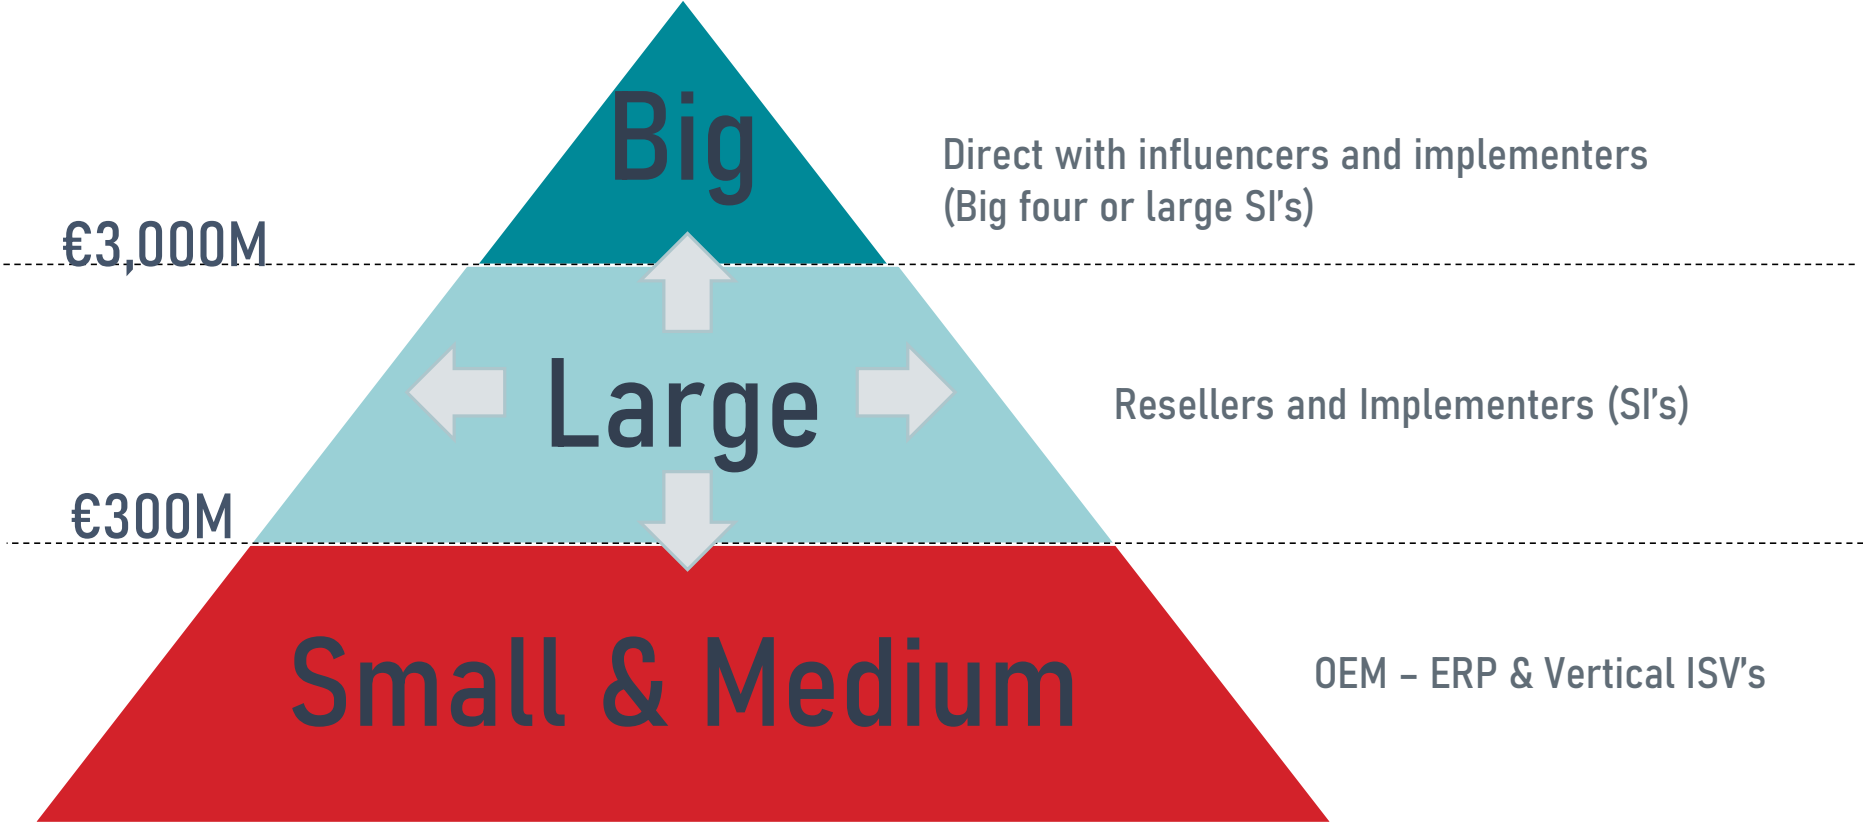 Big
Direct with influencers and implementers
(Big four or large SI's)
€3,000M
Large
Resellers and Implementers (SI's)
€300M
Small & Medium
OEM – ERP & Vertical ISV's